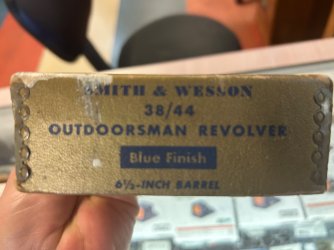 SMITH & WESSON
38/44
OUTDOORSMAN REVOLVER
Blue Finish
6½-INCH BARREL